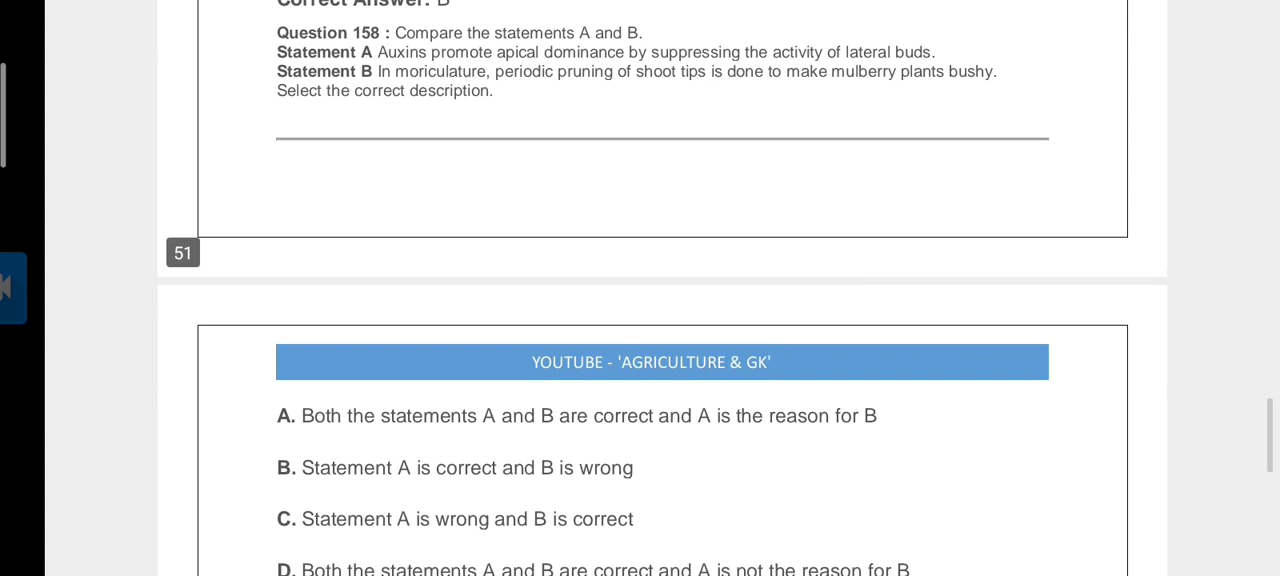 Correct Answer: B
Question 158 : Compare the statements A and B.
Statement A Auxins promote apical dominance by suppressing the activity of lateral buds.
Statement B In moriculture, periodic pruning of shoot tips is done to make mulberry plants bushy.
Select the correct description.
51
YOUTUBE - 'AGRICULTURE & GK'
A. Both the statements A and B are correct and A is the reason for B
B. Statement A is correct and B is wrong
C. Statement A is wrong and B is correct
D. Both the statements A and B are correct and A is not the reason for B